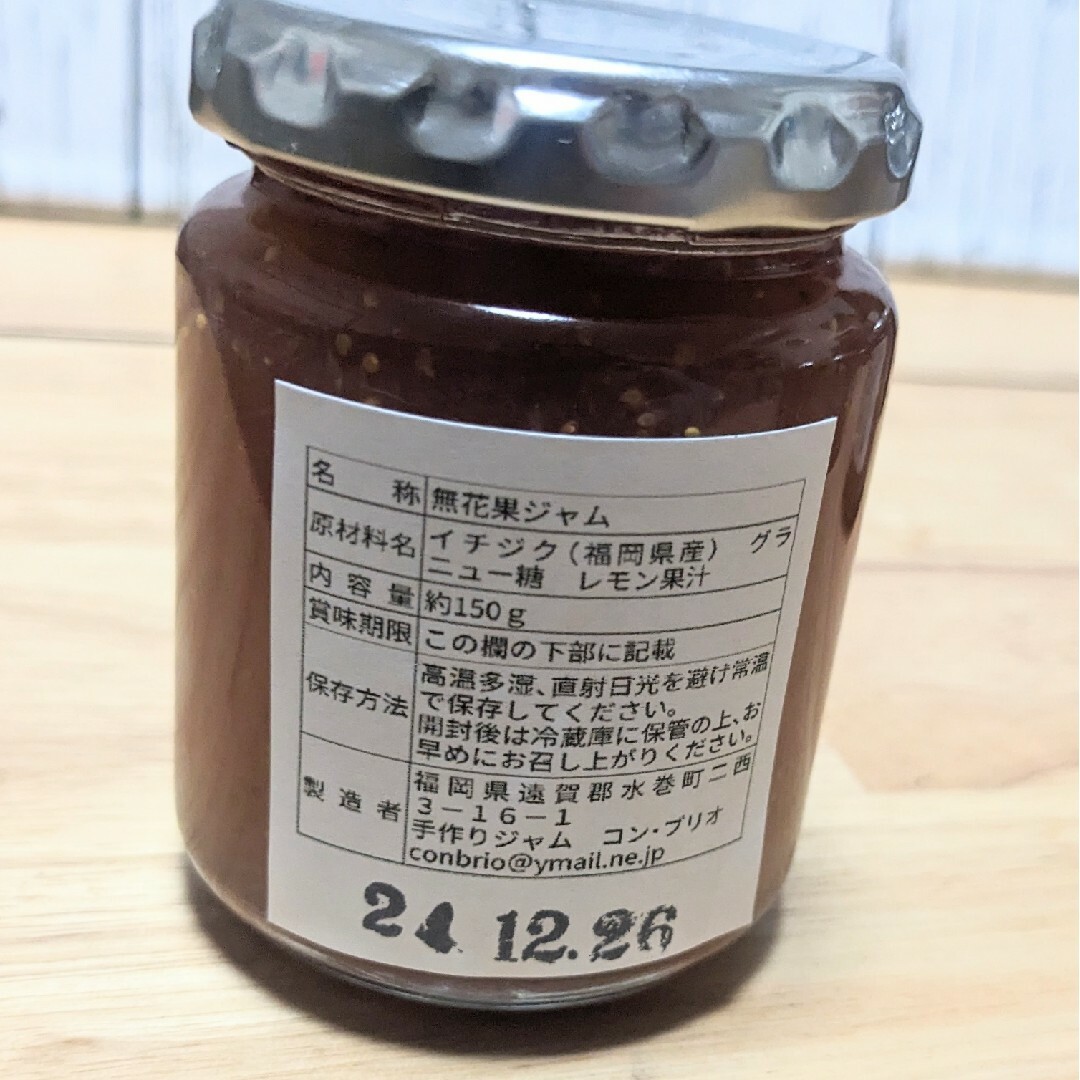 名称 無花果ジャム
原材料名 イチジク（福岡県産）　グラ
ニュー糖　レモン果汁
内容量 約150ｇ
賞味期限 この欄の下部に記載
保存方法 高温多湿、直射日光を避け常温
で保存してください。
開封後は冷蔵庫に保管の上、お
早めにお召し上がりください。
製造者 福岡県遠賀郡水巻町二西
３－１６－１
手作りジャム　コン・ブリオ
conbrio@ymail.ne.jp
24 12.26